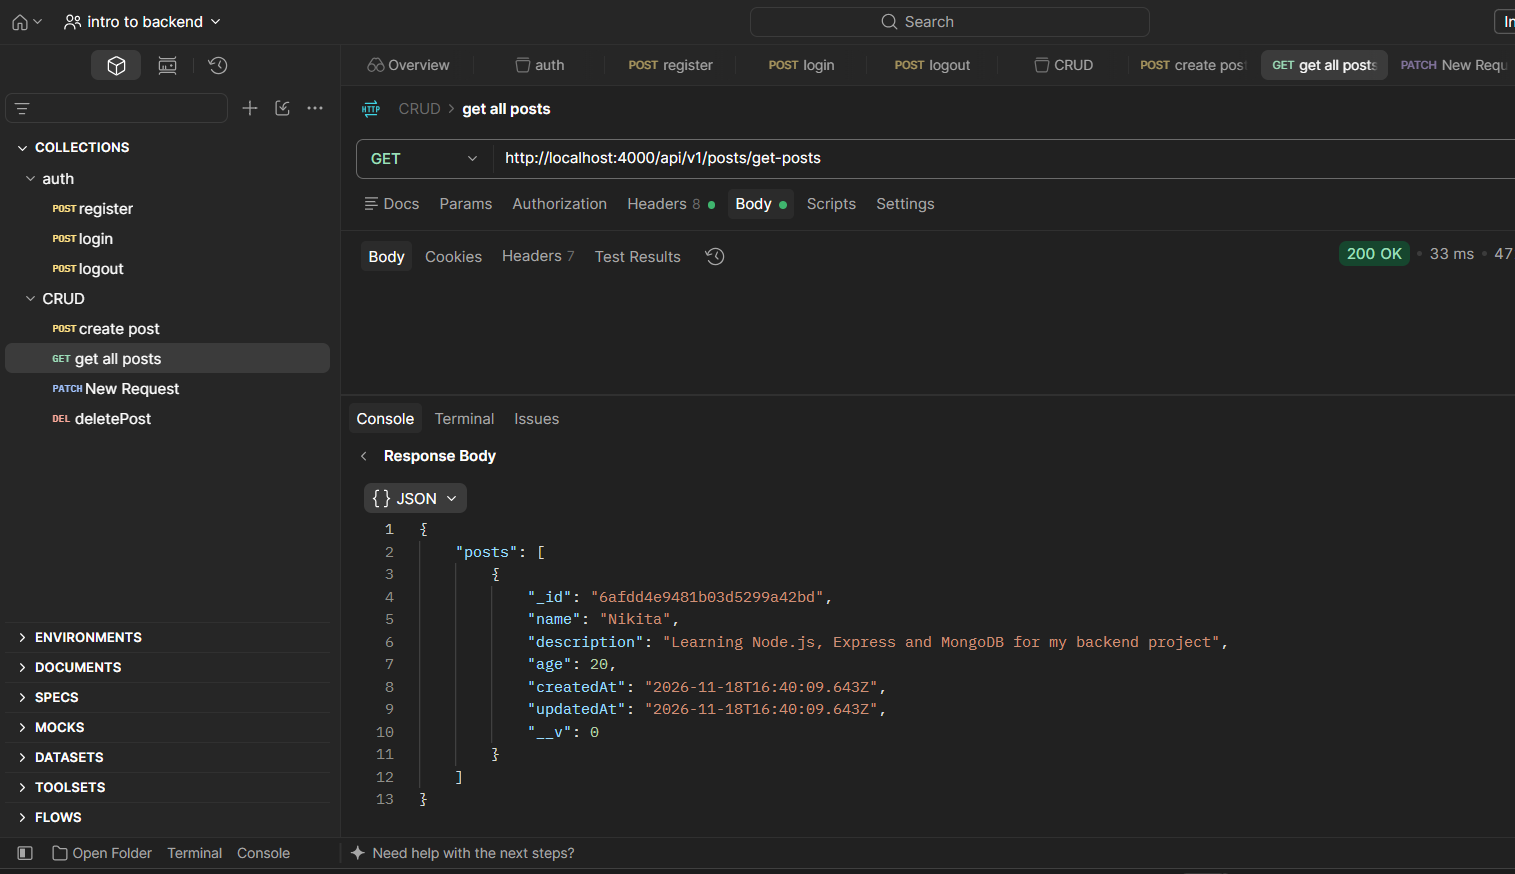 intro to backend
Search
In
Overview auth POST register POST login POST logout CRUD POST create post GET get all posts PATCH New Requ
CRUD > get all posts
COLLECTIONS
GET http://localhost:4000/api/v1/posts/get-posts
auth
Docs Params Authorization Headers 8 Body Scripts Settings
POST register
POST login
Body Cookies Headers 7 Test Results 200 OK • 33 ms • 47
POST logout
CRUD
POST create post
GET get all posts
PATCH New Request
DEL deletePost
Console Terminal Issues
Response Body
{ } JSON
1 {
2 "posts": [
3 {
4 "_id": "6afdd4e9481b03d5299a42bd",
5 "name": "Nikita",
6 "description": "Learning Node.js, Express and MongoDB for my backend project",
7 "age": 20,
8 "createdAt": "2026-11-18T16:40:09.643Z",
9 "updatedAt": "2026-11-18T16:40:09.643Z",
10 "__v": 0
11 }
12 ]
13 }
ENVIRONMENTS
DOCUMENTS
SPECS
MOCKS
DATASETS
TOOLSETS
FLOWS
Open Folder Terminal Console Need help with the next steps?